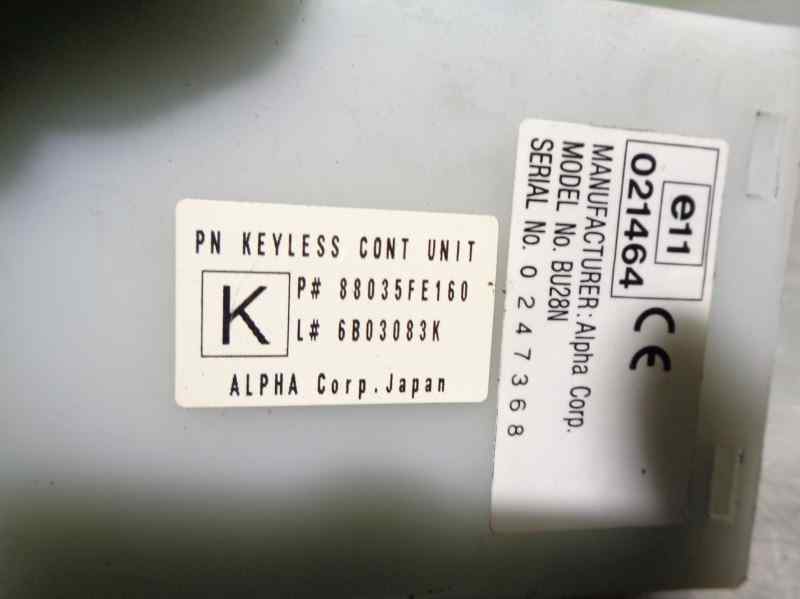 PN KEYLESS CONT UNIT
K
P# 88035FE160
L# 6B03083K
ALPHA Corp.Japan
e11
021464
CE
MANUFACTURER:Alpha Corp.
MODEL No. BU28N
SERIAL No. 0247368